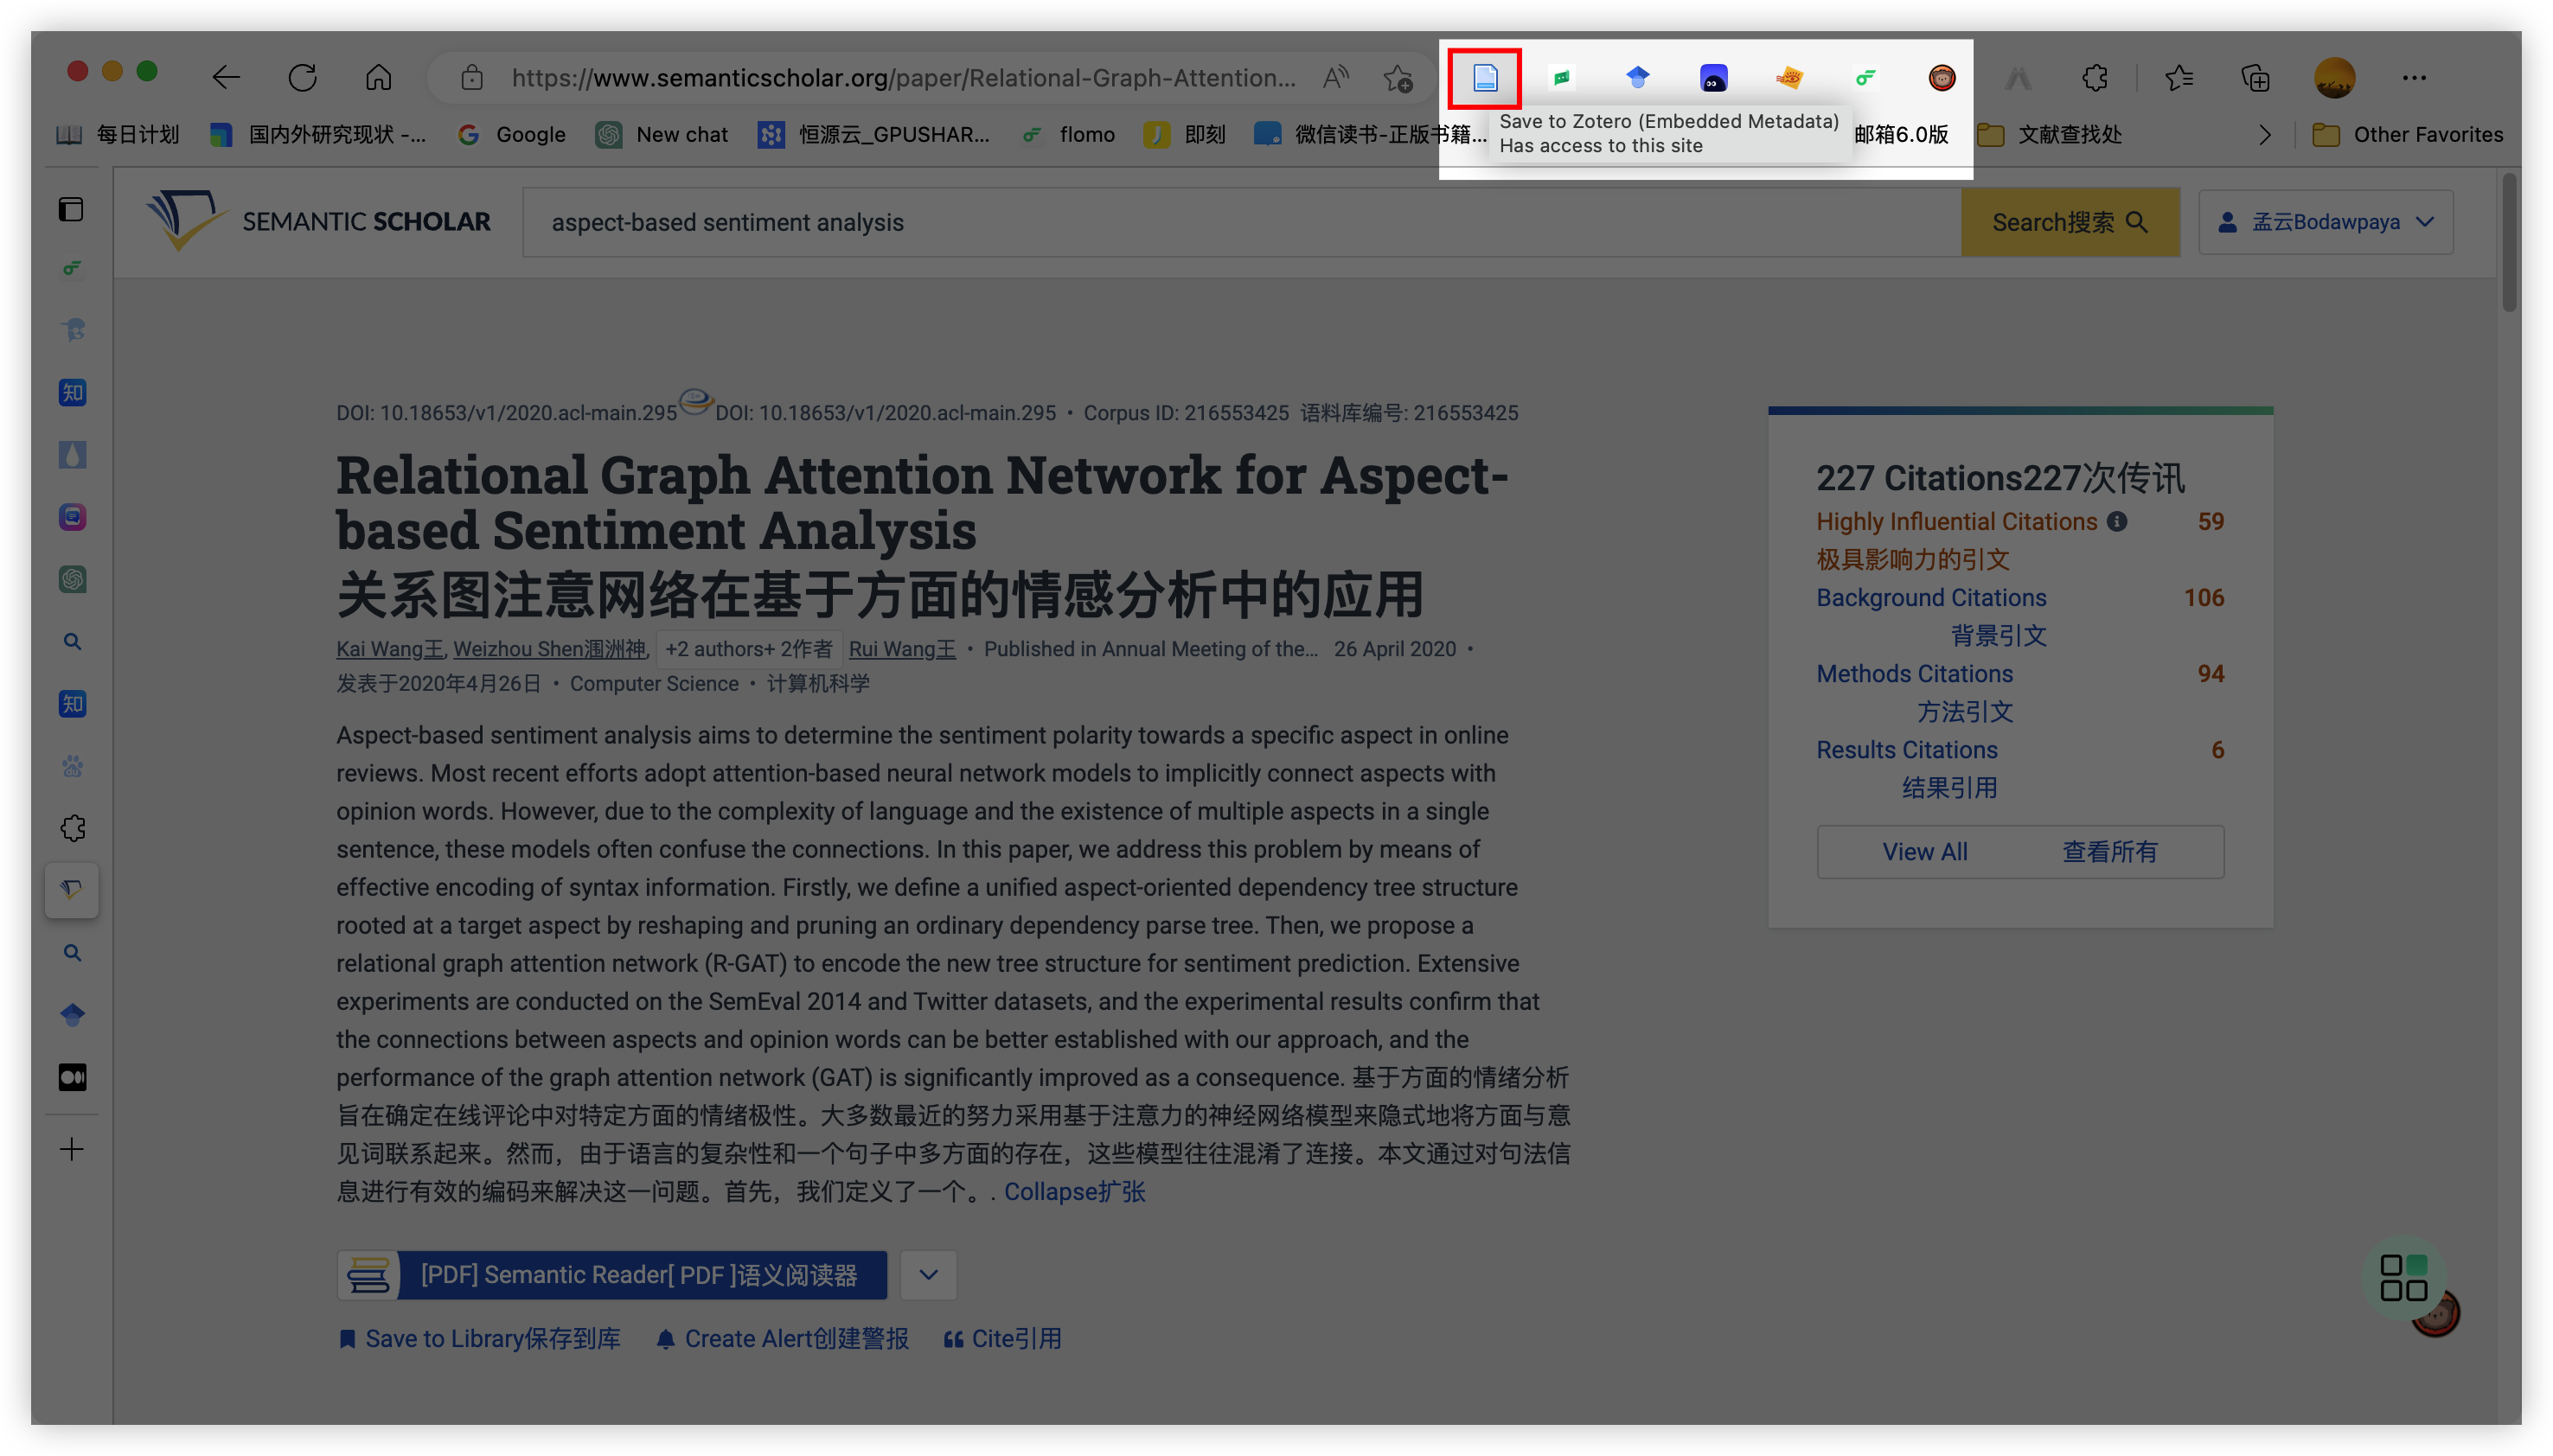 https://www.semanticscholar.org/paper/Relational-Graph-Attention...
每日计划
国内外研究现状 -...
Google
New chat
恒源云_GPUSHAR...
flomo
即刻
微信读书-正版书籍...
Save to Zotero (Embedded Metadata)
Has access to this site
邮箱6.0版
文献查找处
Other Favorites
知
知
du
SEMANTIC SCHOLAR
aspect-based sentiment analysis
Search搜索
孟云Bodawpaya
DOI: 10.18653/v1/2020.acl-main.295 DOI: 10.18653/v1/2020.acl-main.295 • Corpus ID: 216553425 语料库编号: 216553425
Relational Graph Attention Network for Aspect-
based Sentiment Analysis
关系图注意网络在基于方面的情感分析中的应用
Kai Wang王, Weizhou Shen涠洲神, +2 authors+ 2作者 Rui Wang王 • Published in Annual Meeting of the... 26 April 2020 •
发表于2020年4月26日 • Computer Science • 计算机科学
Aspect-based sentiment analysis aims to determine the sentiment polarity towards a specific aspect in online
reviews. Most recent efforts adopt attention-based neural network models to implicitly connect aspects with
opinion words. However, due to the complexity of language and the existence of multiple aspects in a single
sentence, these models often confuse the connections. In this paper, we address this problem by means of
effective encoding of syntax information. Firstly, we define a unified aspect-oriented dependency tree structure
rooted at a target aspect by reshaping and pruning an ordinary dependency parse tree. Then, we propose a
relational graph attention network (R-GAT) to encode the new tree structure for sentiment prediction. Extensive
experiments are conducted on the SemEval 2014 and Twitter datasets, and the experimental results confirm that
the connections between aspects and opinion words can be better established with our approach, and the
performance of the graph attention network (GAT) is significantly improved as a consequence. 基于方面的情绪分析
旨在确定在线评论中对特定方面的情绪极性。大多数最近的努力采用基于注意力的神经网络模型来隐式地将方面与意
见词联系起来。然而，由于语言的复杂性和一个句子中多方面的存在，这些模型往往混淆了连接。本文通过对句法信
息进行有效的编码来解决这一问题。首先，我们定义了一个。. Collapse扩张
[PDF] Semantic Reader[ PDF ]语义阅读器
Save to Library保存到库
Create Alert创建警报
Cite引用
227 Citations227次传讯
Highly Influential Citations 59
极具影响力的引文
Background Citations 106
背景引文
Methods Citations 94
方法引文
Results Citations 6
结果引用
View All 查看所有